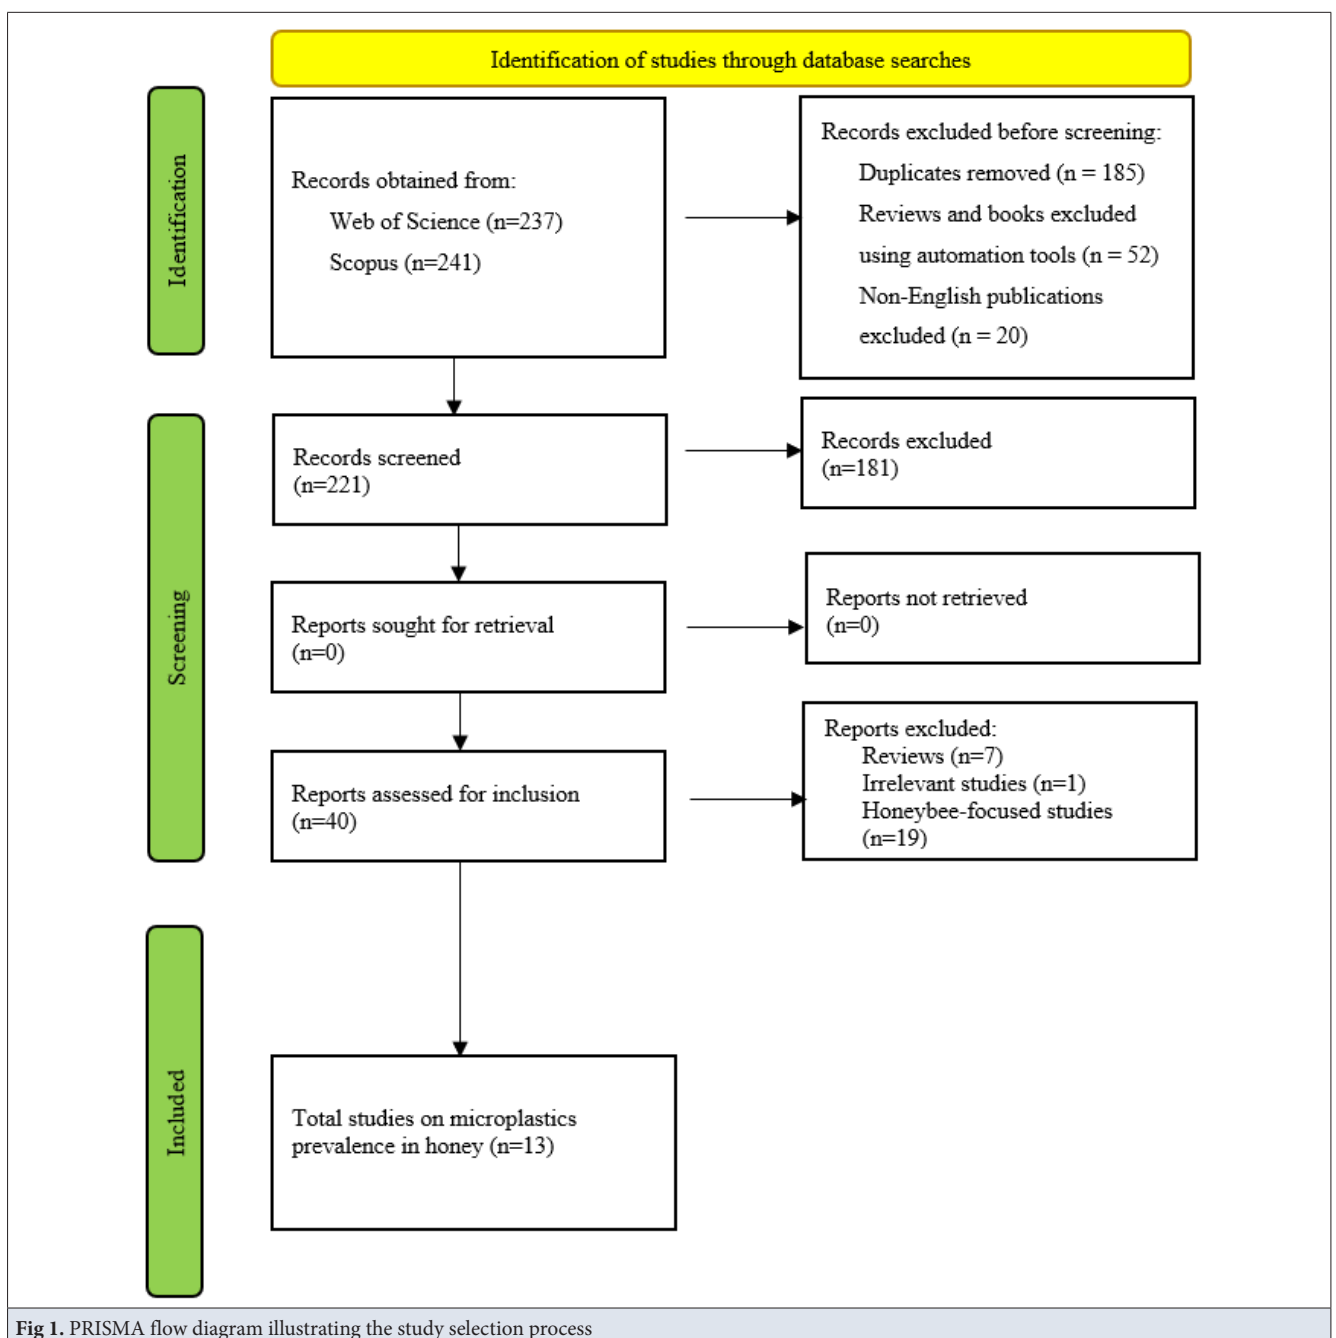 Identification of studies through database searches
Identification
Records obtained from:
Web of Science (n=237)
Scopus (n=241)
Records excluded before screening:
Duplicates removed (n = 185)
Reviews and books excluded
using automation tools (n = 52)
Non-English publications
excluded (n = 20)
Screening
Records screened
(n=221)
Records excluded
(n=181)
Reports sought for retrieval
(n=0)
Reports not retrieved
(n=0)
Reports assessed for inclusion
(n=40)
Reports excluded:
Reviews (n=7)
Irrelevant studies (n=1)
Honeybee-focused studies
(n=19)
Included
Total studies on microplastics
prevalence in honey (n=13)
Fig 1. PRISMA flow diagram illustrating the study selection process